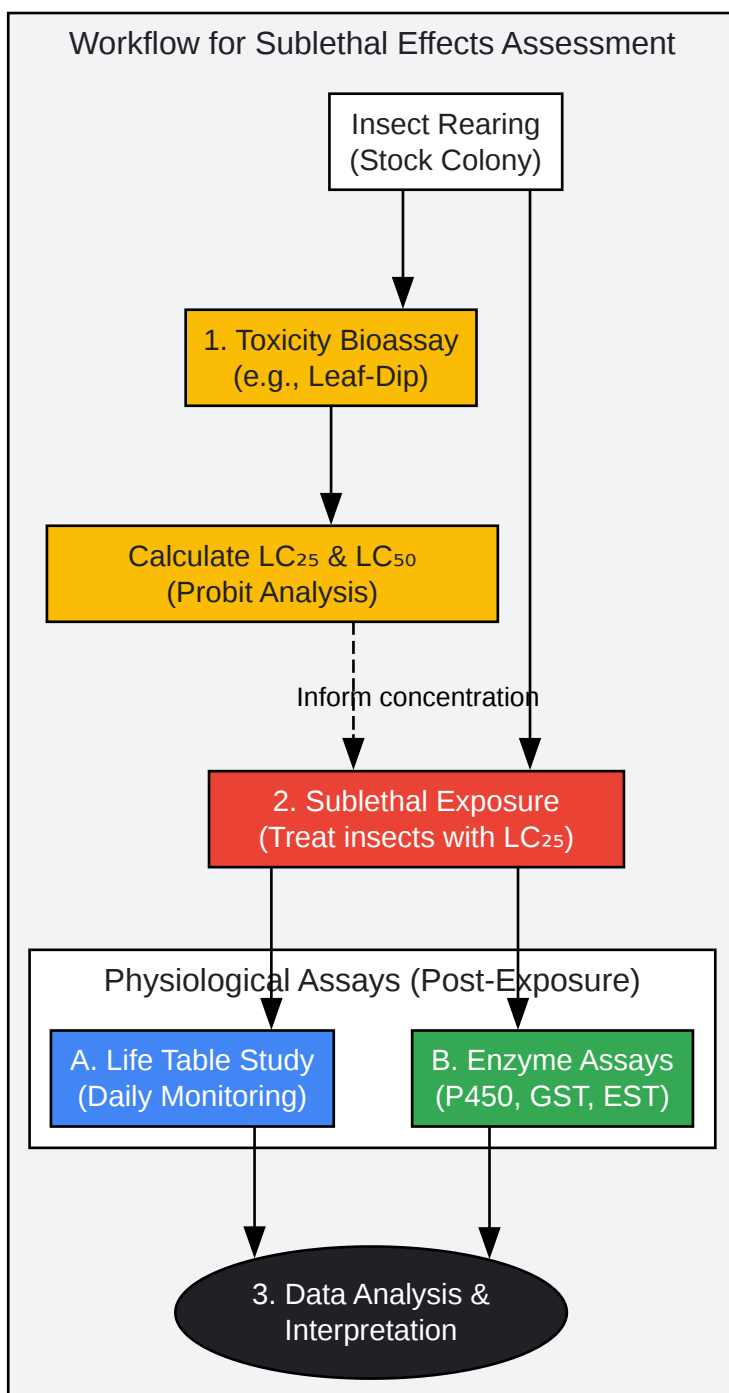 Workflow for Sublethal Effects Assessment
Insect Rearing
(Stock Colony)
1. Toxicity Bioassay
(e.g., Leaf-Dip)
Calculate LC₂₅ & LC₅₀
(Probit Analysis)
Inform concentration
2. Sublethal Exposure
(Treat insects with LC₂₅)
Physiological Assays (Post-Exposure)
A. Life Table Study
(Daily Monitoring)
B. Enzyme Assays
(P450, GST, EST)
3. Data Analysis &
Interpretation